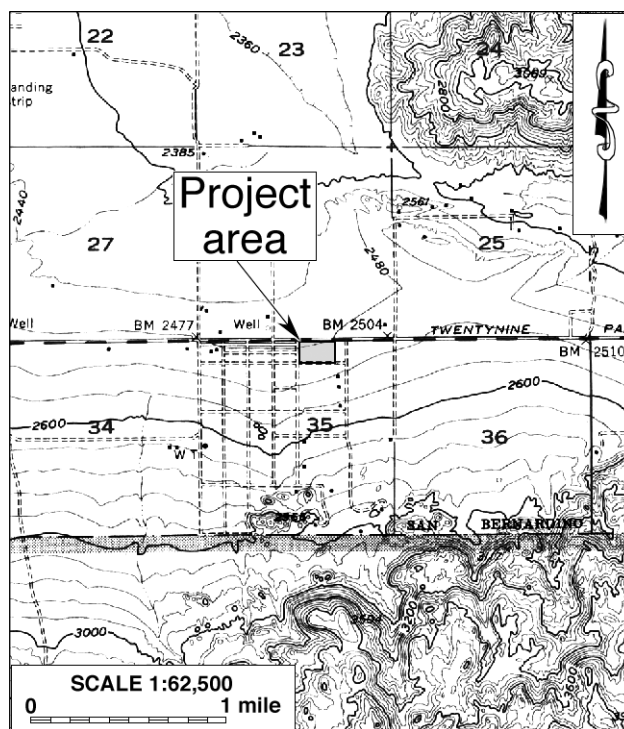 22
23
24
2360
2800
3069
anding
trip
2385
Project
area
2440
27
2561
25
2480
Well
BM 2477
Well
BM 2504
TWENTYNINE
PA
BM 2510
2600
2600
34
35
36
W T
SAN BERNARDINO
3000
SCALE 1:62,500
0
1 mile